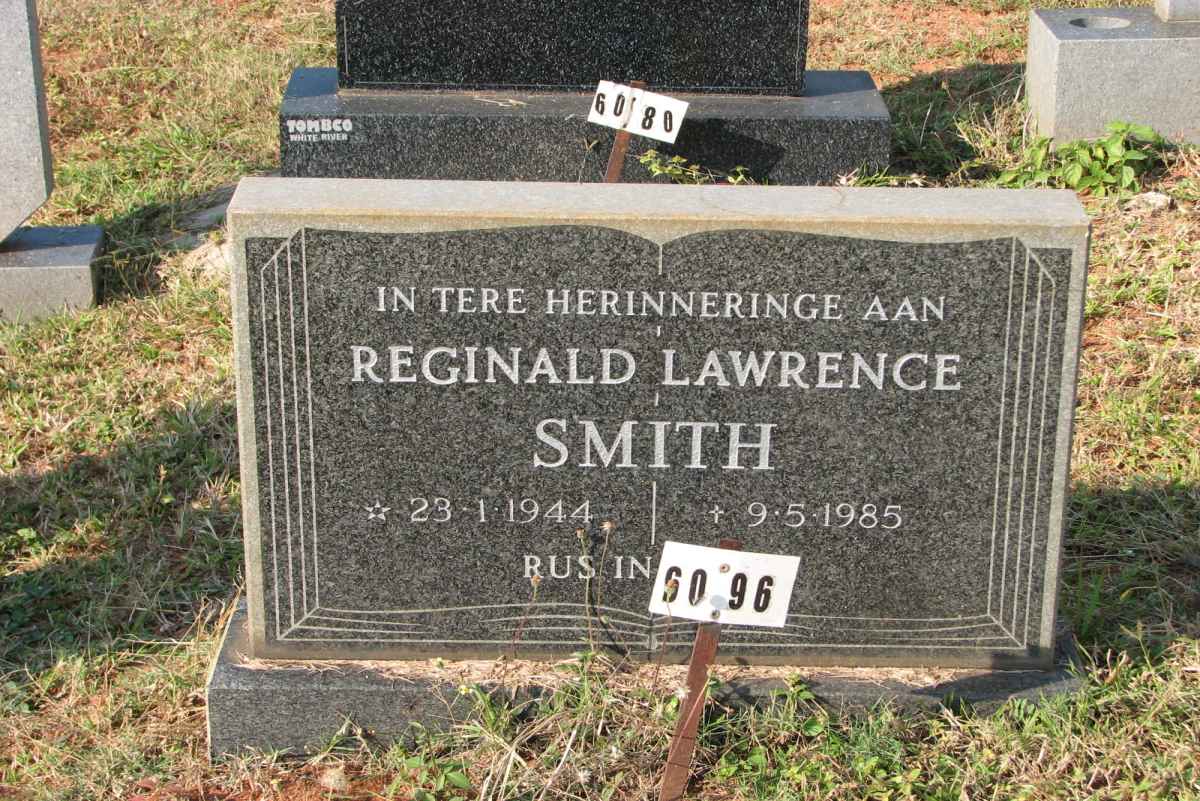 TOMBCO
WHITE RIVER
60 80
IN TERE HERINNERINGE AAN
REGINALD LAWRENCE
SMITH
☆ 23·1·1944 † 9·5·1985
RUS IN
60 96